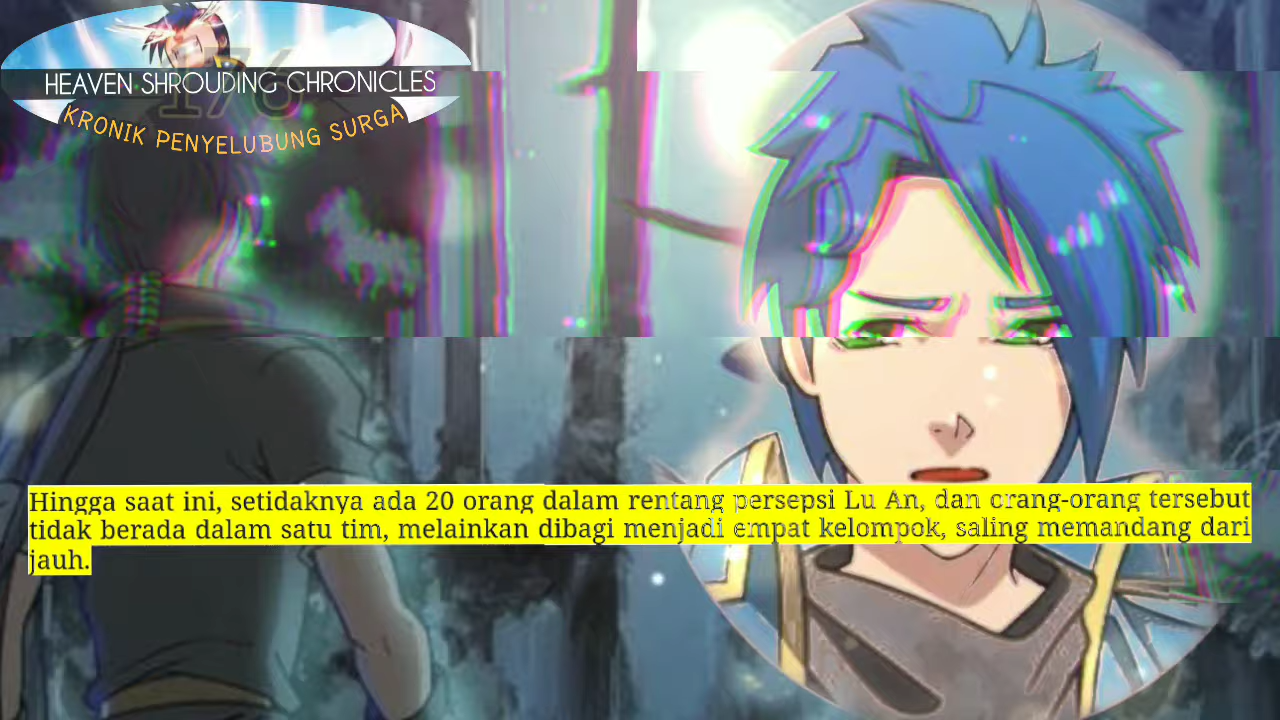 176
HEAVEN SHROUDING CHRONICLES
KRONIK PENYELUBUNG SURGA
Hingga saat ini, setidaknya ada 20 orang dalam rentang persepsi Lu An, dan orang-orang tersebut
tidak berada dalam satu tim, melainkan dibagi menjadi empat kelompok, saling memandang dari
jauh.